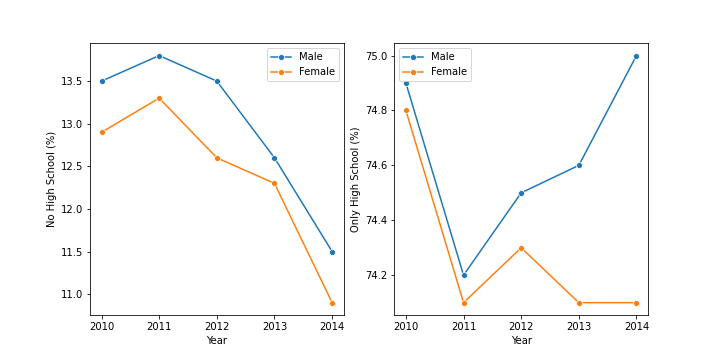 No High School (%)
13.5
13.0
12.5
12.0
11.5
11.0
Male
Female
2010 2011 2012 2013 2014
Year
Only High School (%)
75.0
74.8
74.6
74.4
74.2
Male
Female
2010 2011 2012 2013 2014
Year